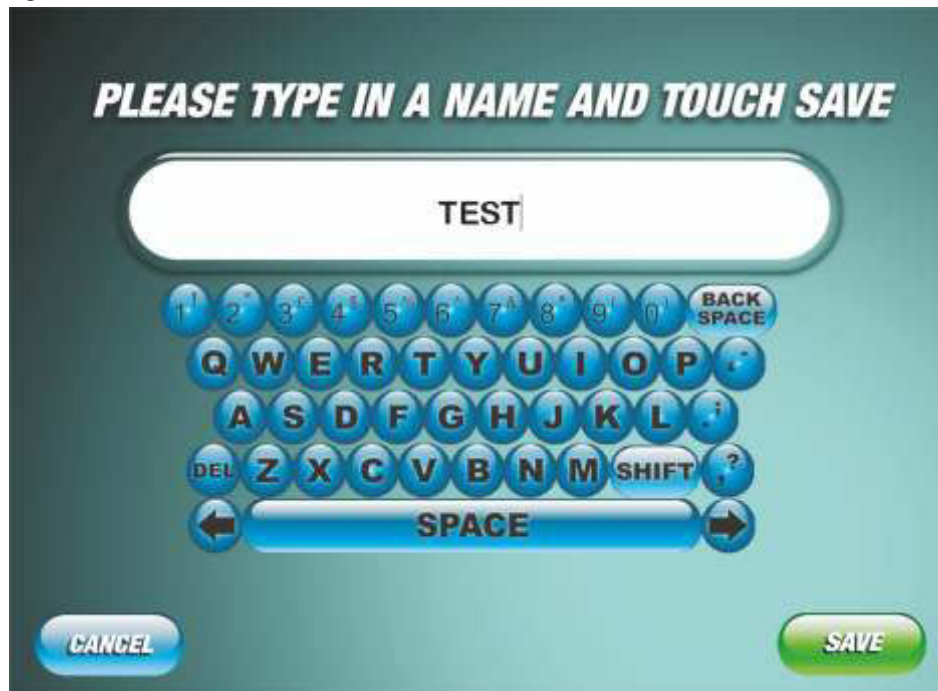 PLEASE TYPE IN A NAME AND TOUCH SAVE
TEST
1 ! 2 " 3 £ 4 $ 5 % 6 ^ 7 & 8 * 9 ( 0 ) BACK SPACE
Q W E R T Y U I O P
A S D F G H J K L . ;
DEL Z X C V B N M SHIFT , ?
SPACE
CANCEL SAVE